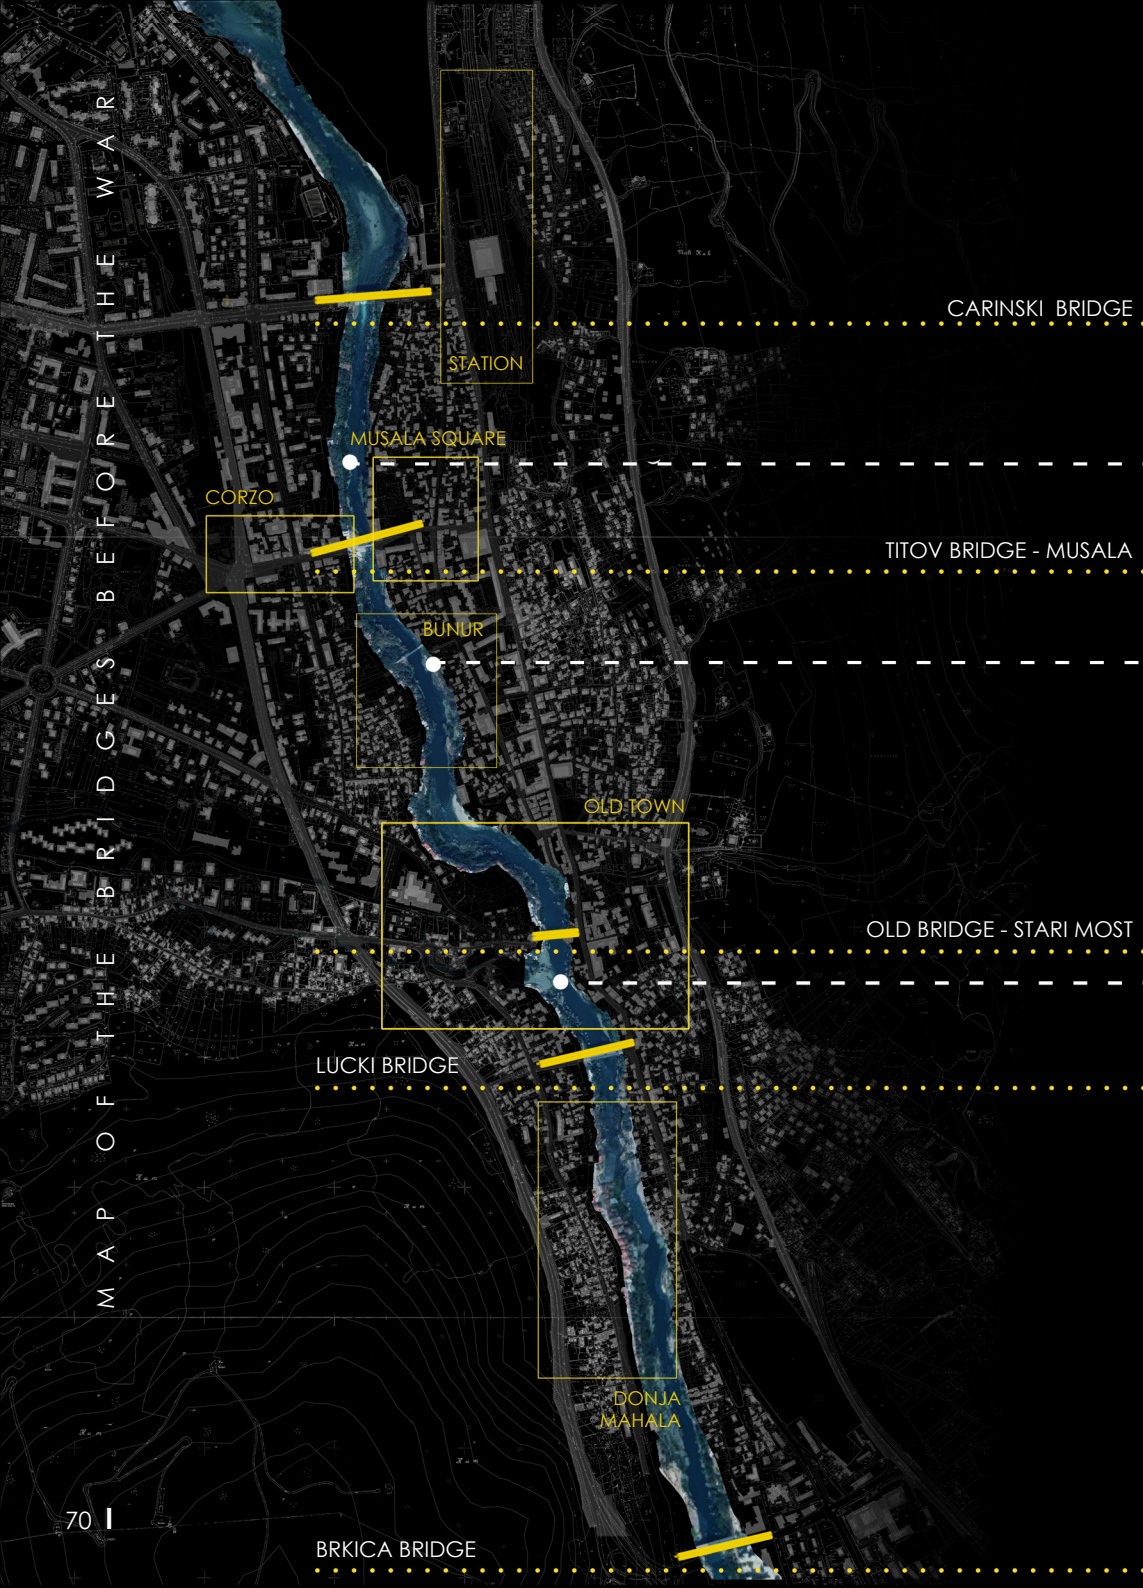 MAP OF THE BRIDGES BEFORE THE WAR
CARINSKI BRIDGE
STATION
MUSALA SQUARE
CORZO
TITOV BRIDGE - MUSALA
BUNUR
OLD TOWN
OLD BRIDGE - STARI MOST
LUCKI BRIDGE
DONJA
MAHALA
70
BRKICA BRIDGE